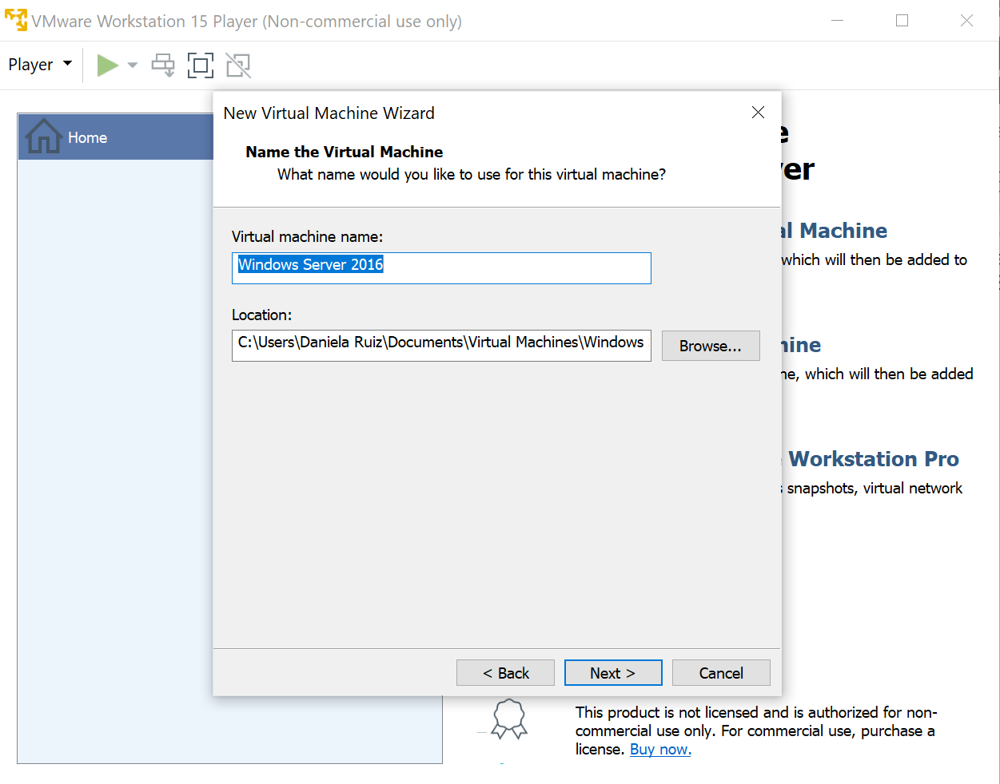 VMware Workstation 15 Player (Non-commercial use only)
Player
Home
New Virtual Machine Wizard
Name the Virtual Machine
What name would you like to use for this virtual machine?
Virtual machine name:
Windows Server 2016
Location:
C:\Users\Daniela Ruiz\Documents\Virtual Machines\Windows
Browse...
< Back
Next >
Cancel
er
Machine
which will then be added to
which will then be added
Workstation Pro
snapshots, virtual network
This product is not licensed and is authorized for non-
commercial use only. For commercial use, purchase a
license. Buy now.